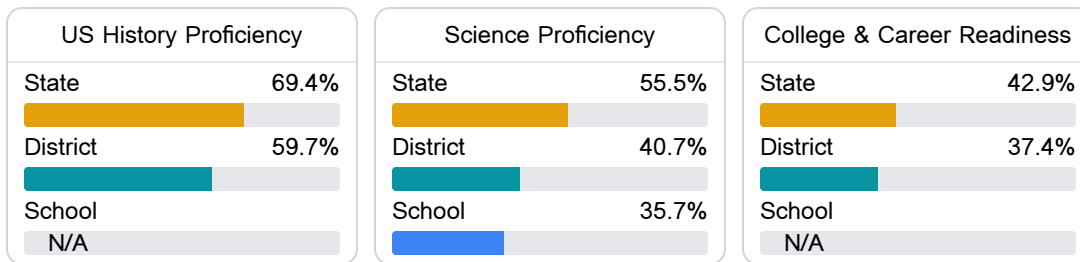 US History Proficiency
State 69.4%
District 59.7%
School
N/A
Science Proficiency
State 55.5%
District 40.7%
School 35.7%
College & Career Readiness
State 42.9%
District 37.4%
School
N/A